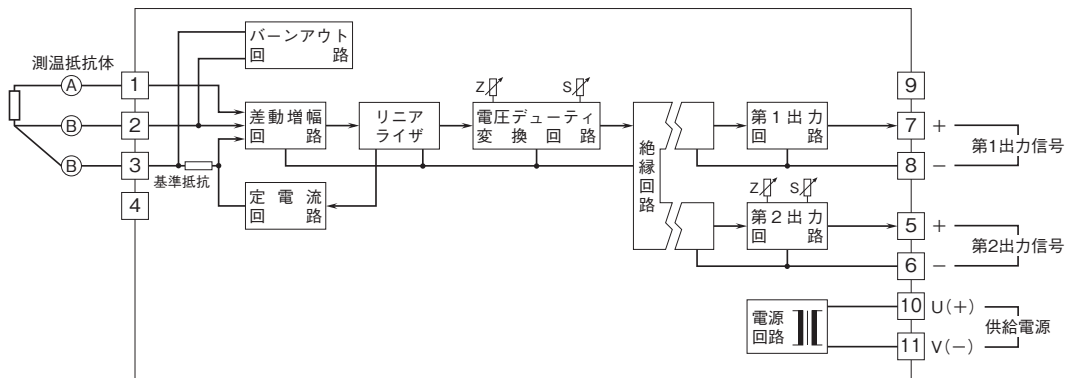 バーンアウト
回路
測温抵抗体
A
B
B
1
2
3
4
基準抵抗
差動増幅
回路
リニア
ライザ
Z
S
電圧デューティ
変換回路
定電流
回路
絶縁回路
第1出力
回路
Z
S
第2出力
回路
電源
回路
9
7
+
8
−
第1出力信号
5
+
6
−
第2出力信号
10
U(+)
11
V(−)
供給電源